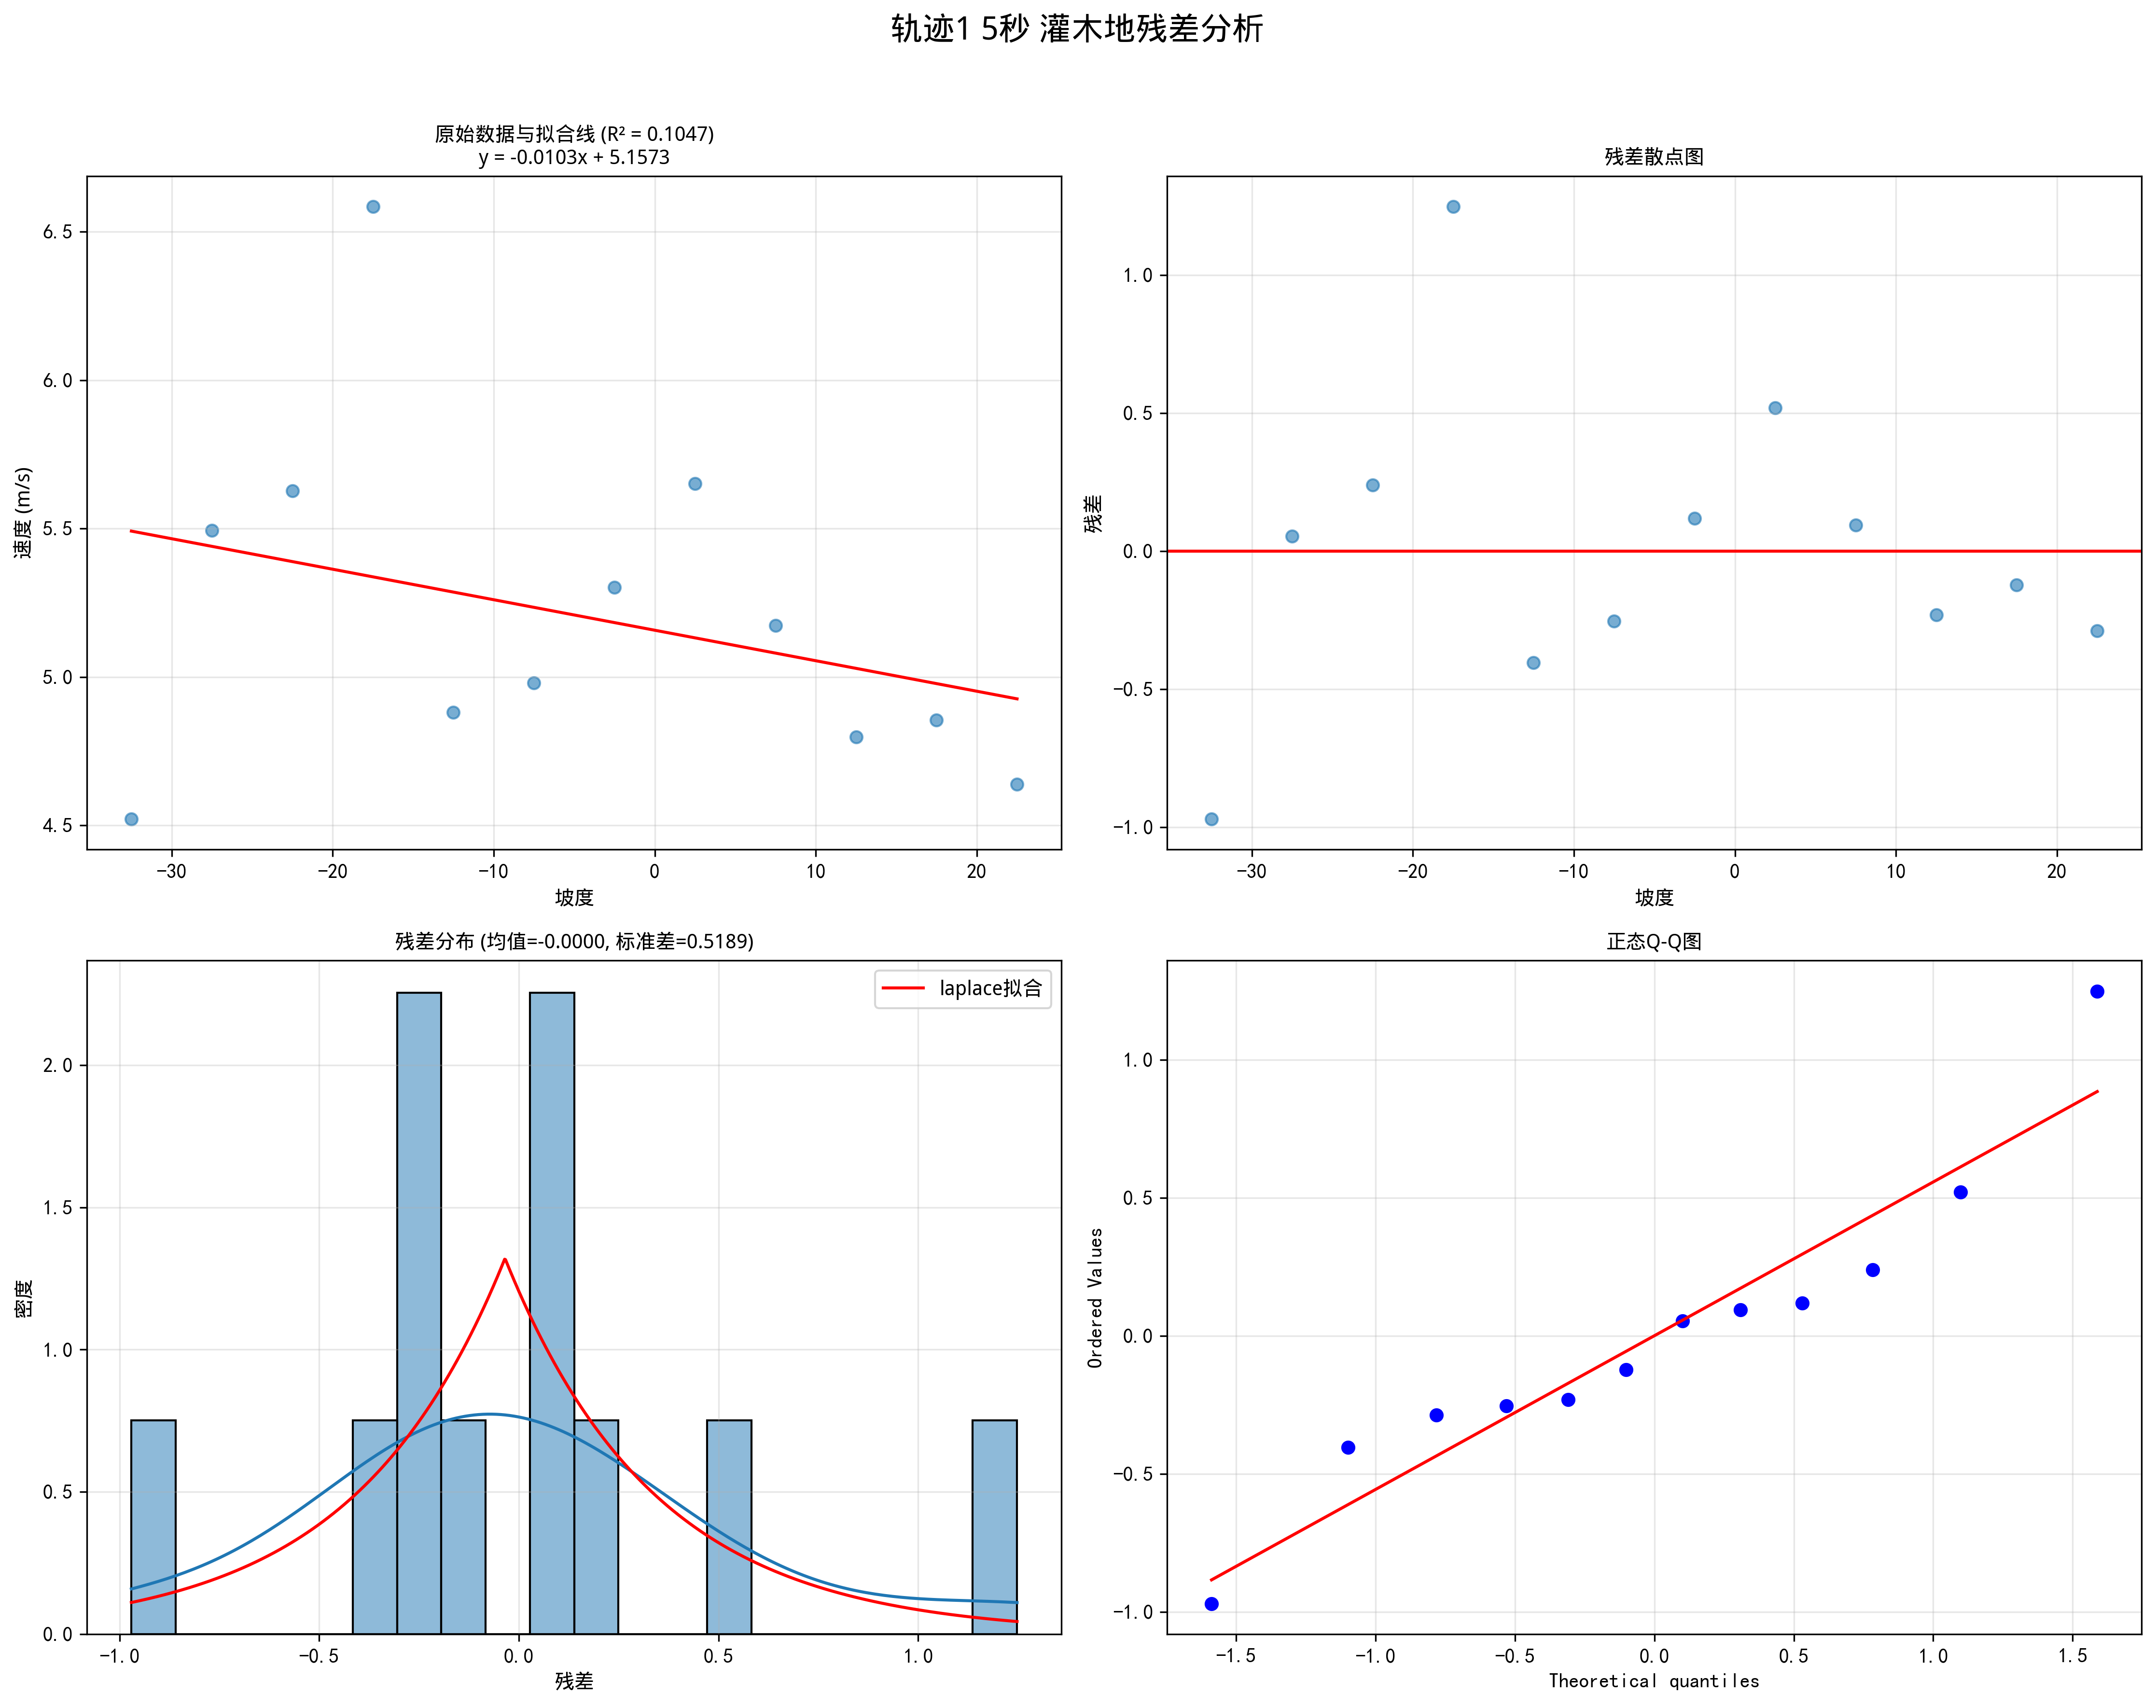 轨迹1 5秒 灌木地残差分析
原始数据与拟合线 (R² = 0.1047)
y = -0.0103x + 5.1573
6.5
6.0
5.5
5.0
4.5
速度 (m/s)
−30 −20 −10 0 10 20
坡度
残差散点图
1.0
0.5
0.0
−0.5
−1.0
残差
−30 −20 −10 0 10 20
坡度
残差分布 (均值=-0.0000, 标准差=0.5189)
laplace拟合
2.0
1.5
1.0
0.5
0.0
密度
−1.0 −0.5 0.0 0.5 1.0
残差
正态Q-Q图
1.0
0.5
0.0
−0.5
−1.0
Ordered Values
−1.5 −1.0 −0.5 0.0 0.5 1.0 1.5
Theoretical quantiles